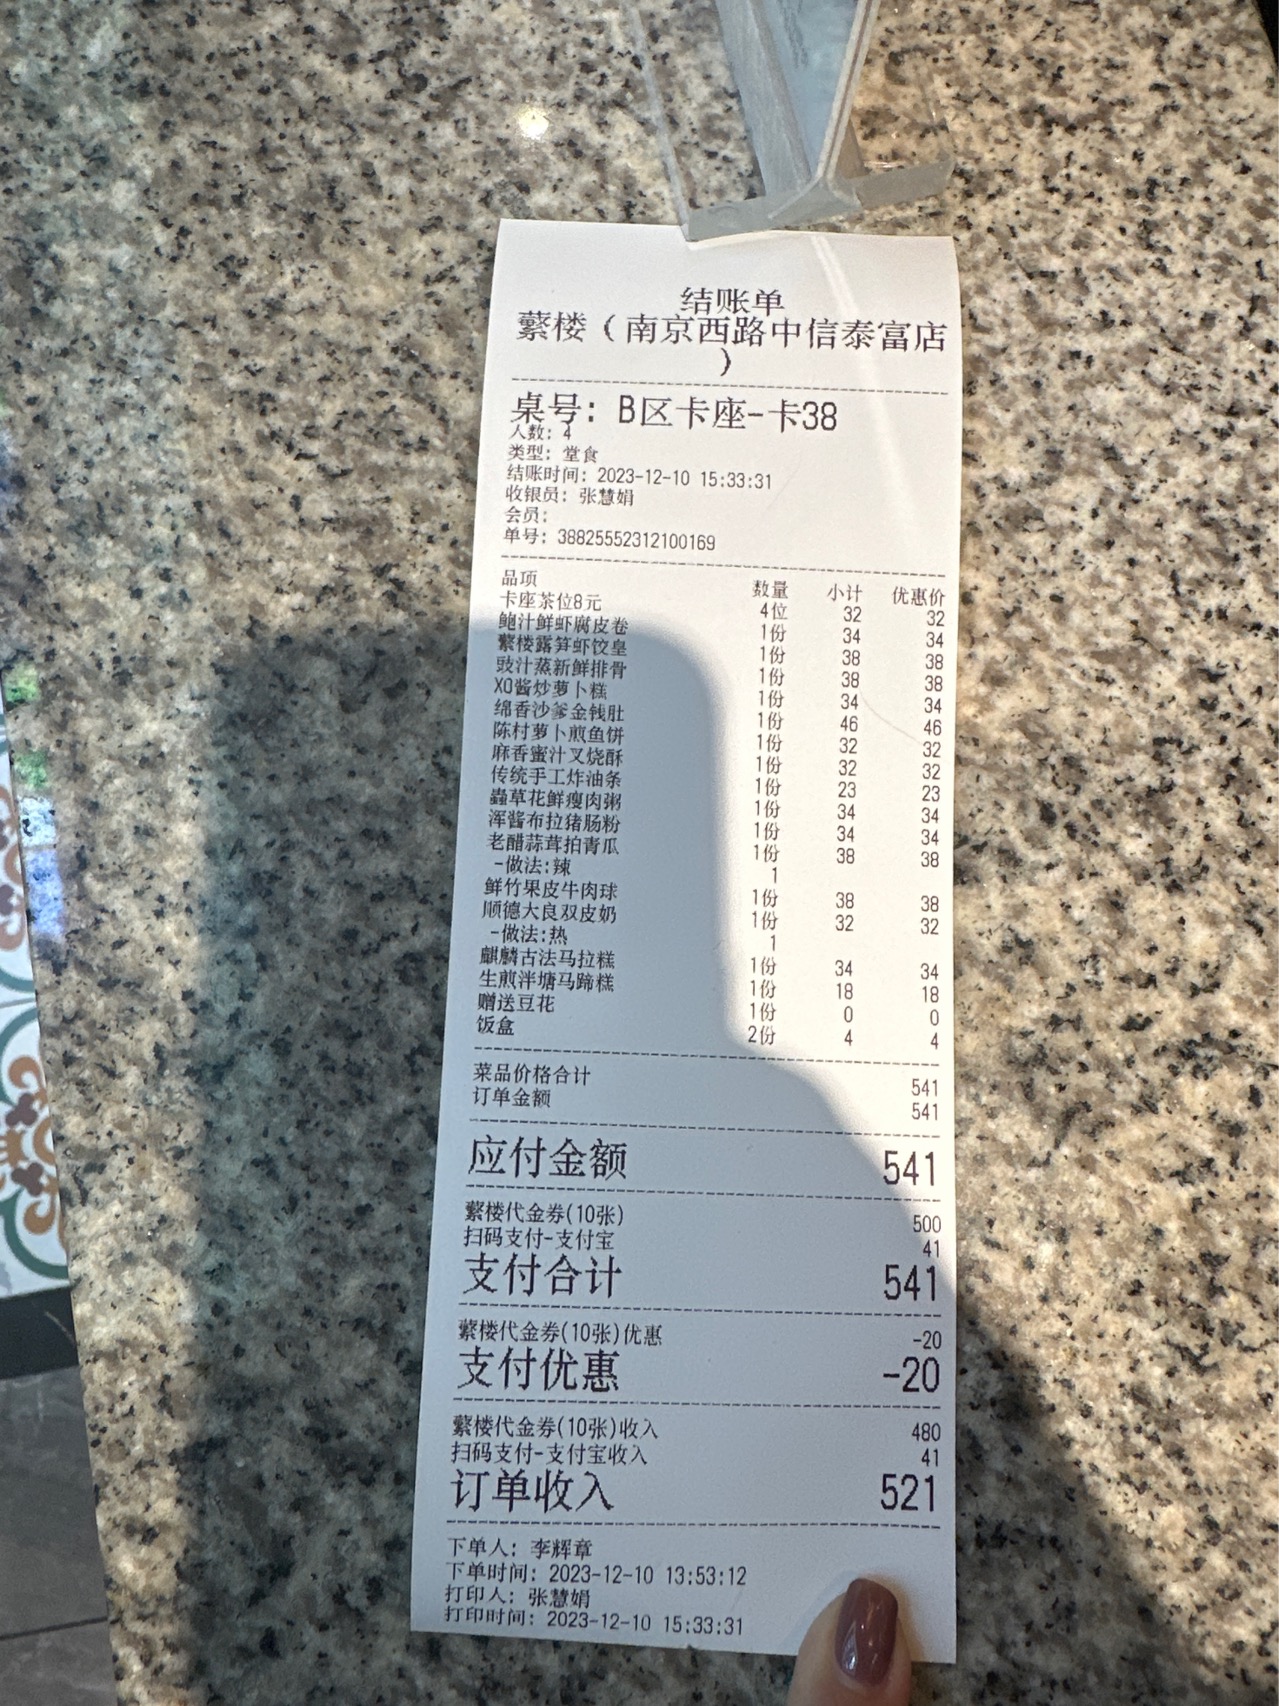 结账单
蘩楼（南京西路中信泰富店
）
桌号: B区卡座-卡38
人数: 4
类型: 堂食
结账时间: 2023-12-10 15:33:31
收银员: 张慧娟
会员:
单号: 38825552312100169
品项 数量 小计 优惠价
卡座茶位8元 4位 32 32
鲍汁鲜虾腐皮卷 1份 34 34
蘩楼露笋虾饺皇 1份 38 38
豉汁蒸新鲜排骨 1份 38 38
XO酱炒萝卜糕 1份 34 34
绵香沙爹金钱肚 1份 46 46
陈村萝卜煎鱼饼 1份 32 32
麻香蜜汁叉烧酥 1份 32 32
传统手工炸油条 1份 23 23
蟲草花鲜瘦肉粥 1份 34 34
浑酱布拉猪肠粉 1份 34 34
老醋蒜茸拍青瓜 1份 38 38
-做法:辣 1
鲜竹果皮牛肉球 1份 38 38
顺德大良双皮奶 1份 32 32
-做法:热 1
麒麟古法马拉糕 1份 34 34
生煎泮塘马蹄糕 1份 18 18
赠送豆花 1份 0 0
饭盒 2份 4 4
菜品价格合计 541
订单金额 541
应付金额 541
蘩楼代金券(10张) 500
扫码支付-支付宝 41
支付合计 541
蘩楼代金券(10张)优惠 -20
支付优惠 -20
蘩楼代金券(10张)收入 480
扫码支付-支付宝收入 41
订单收入 521
下单人: 李辉章
下单时间: 2023-12-10 13:53:12
打印人: 张慧娟
打印时间: 2023-12-10 15:33:31